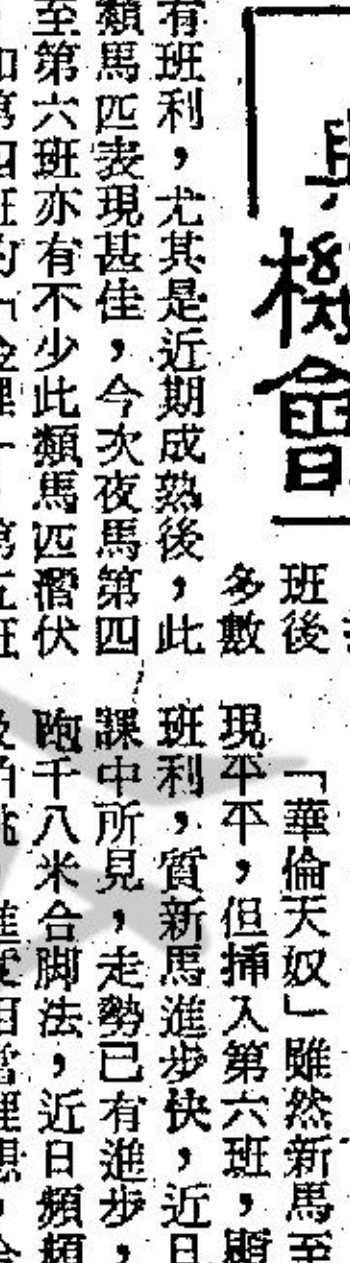 機會
班後
多數
有班利，尤其是近期成熟後，此
類馬匹表現甚佳，今次夜馬第四
至第六班亦有不少此類馬匹潛伏
「華倫天奴」雖然新馬至
現平平，但插入第六班，顯
班利，質新馬進步快，近日
課中所見，走勢已有進步，
跑千八米合脚法，近日頻頻